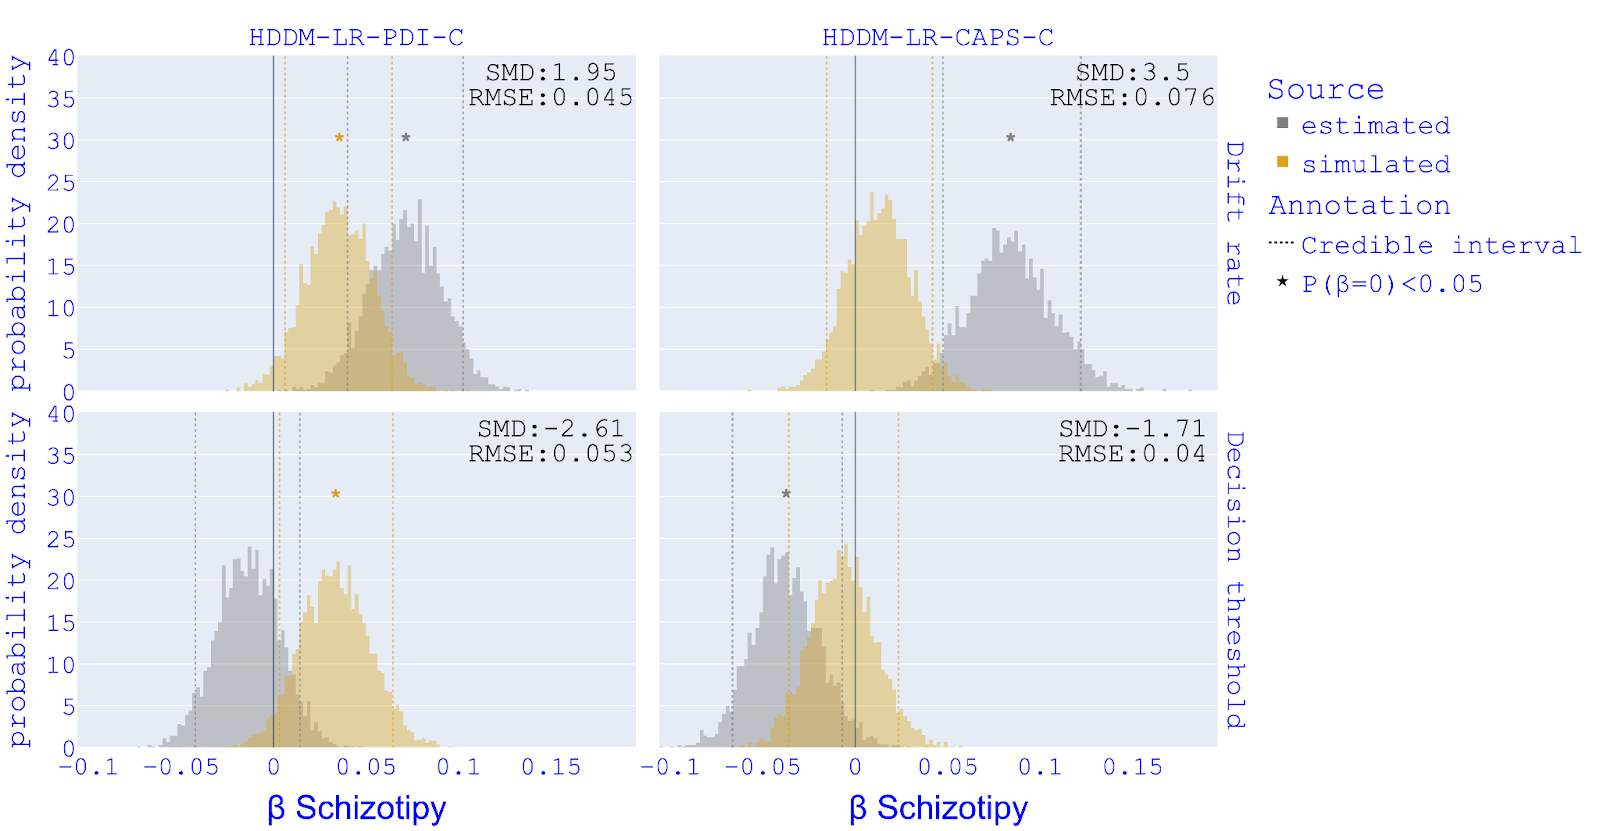 HDDM-LR-PDI-C
HDDM-LR-CAPS-C
probability density
40
35
30
25
20
15
10
5
0
SMD:1.95
RMSE:0.045
SMD:3.5
RMSE:0.076
Drift rate
Source
estimated
simulated
Annotation
Credible interval
P(β=0)<0.05
probability density
40
35
30
25
20
15
10
5
0
SMD:-2.61
RMSE:0.053
SMD:-1.71
RMSE:0.04
Decision threshold
-0.1 -0.05 0 0.05 0.1 0.15
-0.1 -0.05 0 0.05 0.1 0.15
β Schizotipy
β Schizotipy